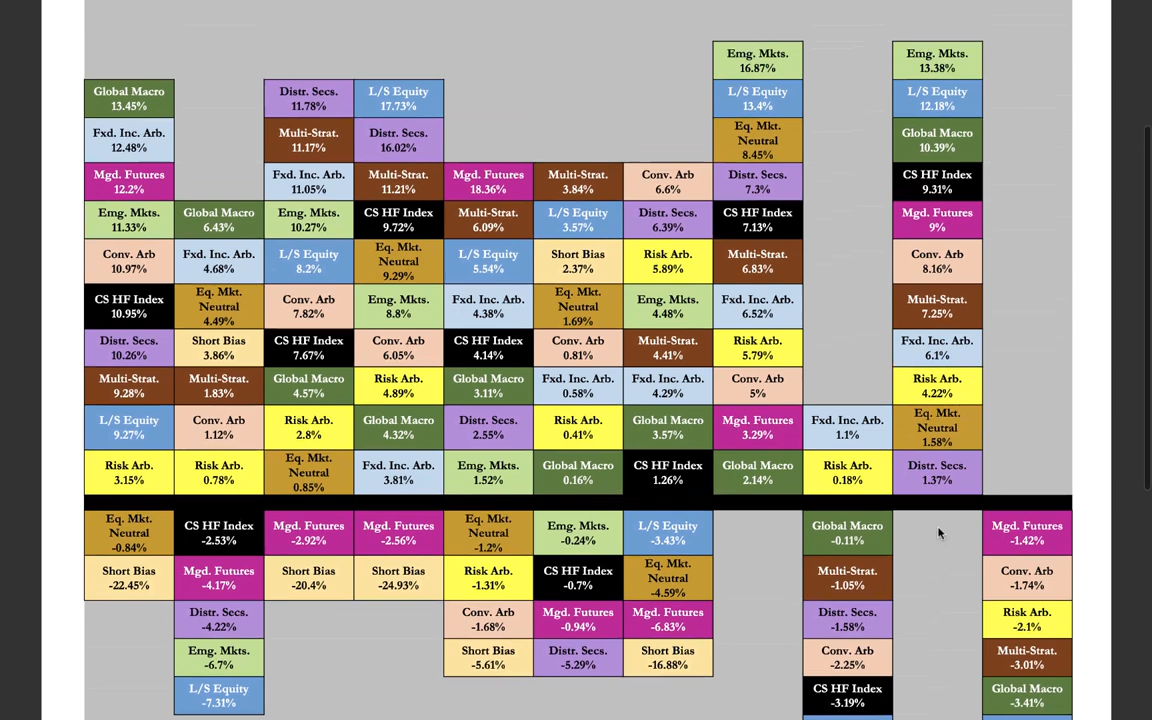 Emg. Mkts.
16.87%
Emg. Mkts.
13.38%
Global Macro
13.45%
Distr. Secs.
11.78%
L/S Equity
17.73%
L/S Equity
13.4%
L/S Equity
12.18%
Fxd. Inc. Arb.
12.48%
Multi-Strat.
11.17%
Distr. Secs.
16.02%
Eq. Mkt.
Neutral
8.45%
Global Macro
10.39%
Mgd. Futures
12.2%
Fxd. Inc. Arb.
11.05%
Multi-Strat.
11.21%
Mgd. Futures
18.36%
Multi-Strat.
3.84%
Conv. Arb
6.6%
Distr. Secs.
7.3%
CS HF Index
9.31%
Emg. Mkts.
11.33%
Global Macro
6.43%
Emg. Mkts.
10.27%
CS HF Index
9.72%
Multi-Strat.
6.09%
L/S Equity
3.57%
Distr. Secs.
6.39%
CS HF Index
7.13%
Mgd. Futures
9%
Conv. Arb
10.97%
Fxd. Inc. Arb.
4.68%
L/S Equity
8.2%
Eq. Mkt.
Neutral
9.29%
L/S Equity
5.54%
Short Bias
2.37%
Risk Arb.
5.89%
Multi-Strat.
6.83%
Conv. Arb
8.16%
CS HF Index
10.95%
Eq. Mkt.
Neutral
4.49%
Conv. Arb
7.82%
Emg. Mkts.
8.8%
Fxd. Inc. Arb.
4.38%
Eq. Mkt.
Neutral
1.69%
Emg. Mkts.
4.48%
Fxd. Inc. Arb.
6.52%
Multi-Strat.
7.25%
Distr. Secs.
10.26%
Short Bias
3.86%
CS HF Index
7.67%
Conv. Arb
6.05%
CS HF Index
4.14%
Conv. Arb
0.81%
Multi-Strat.
4.41%
Risk Arb.
5.79%
Fxd. Inc. Arb.
6.1%
Multi-Strat.
9.28%
Multi-Strat.
1.83%
Global Macro
4.57%
Risk Arb.
4.89%
Global Macro
3.11%
Fxd. Inc. Arb.
0.58%
Fxd. Inc. Arb.
4.29%
Conv. Arb
5%
Risk Arb.
4.22%
L/S Equity
9.27%
Conv. Arb
1.12%
Risk Arb.
2.8%
Global Macro
4.32%
Distr. Secs.
2.55%
Risk Arb.
0.41%
Global Macro
3.57%
Mgd. Futures
3.29%
Fxd. Inc. Arb.
1.1%
Eq. Mkt.
Neutral
1.58%
Risk Arb.
3.15%
Risk Arb.
0.78%
Eq. Mkt.
Neutral
0.85%
Fxd. Inc. Arb.
3.81%
Emg. Mkts.
1.52%
Global Macro
0.16%
CS HF Index
1.26%
Global Macro
2.14%
Risk Arb.
0.18%
Distr. Secs.
1.37%
Eq. Mkt.
Neutral
-0.84%
CS HF Index
-2.53%
Mgd. Futures
-2.92%
Mgd. Futures
-2.56%
Eq. Mkt.
Neutral
-1.2%
Emg. Mkts.
-0.24%
L/S Equity
-3.43%
Global Macro
-0.11%
Mgd. Futures
-1.42%
Short Bias
-22.45%
Mgd. Futures
-4.17%
Short Bias
-20.4%
Short Bias
-24.93%
Risk Arb.
-1.31%
CS HF Index
-0.7%
Eq. Mkt.
Neutral
-4.59%
Multi-Strat.
-1.05%
Conv. Arb
-1.74%
Distr. Secs.
-4.22%
Conv. Arb
-1.68%
Mgd. Futures
-0.94%
Mgd. Futures
-6.83%
Distr. Secs.
-1.58%
Risk Arb.
-2.1%
Emg. Mkts.
-6.7%
Short Bias
-5.61%
Distr. Secs.
-5.29%
Short Bias
-16.88%
Conv. Arb
-2.25%
Multi-Strat.
-3.01%
L/S Equity
-7.31%
CS HF Index
-3.19%
Global Macro
-3.41%